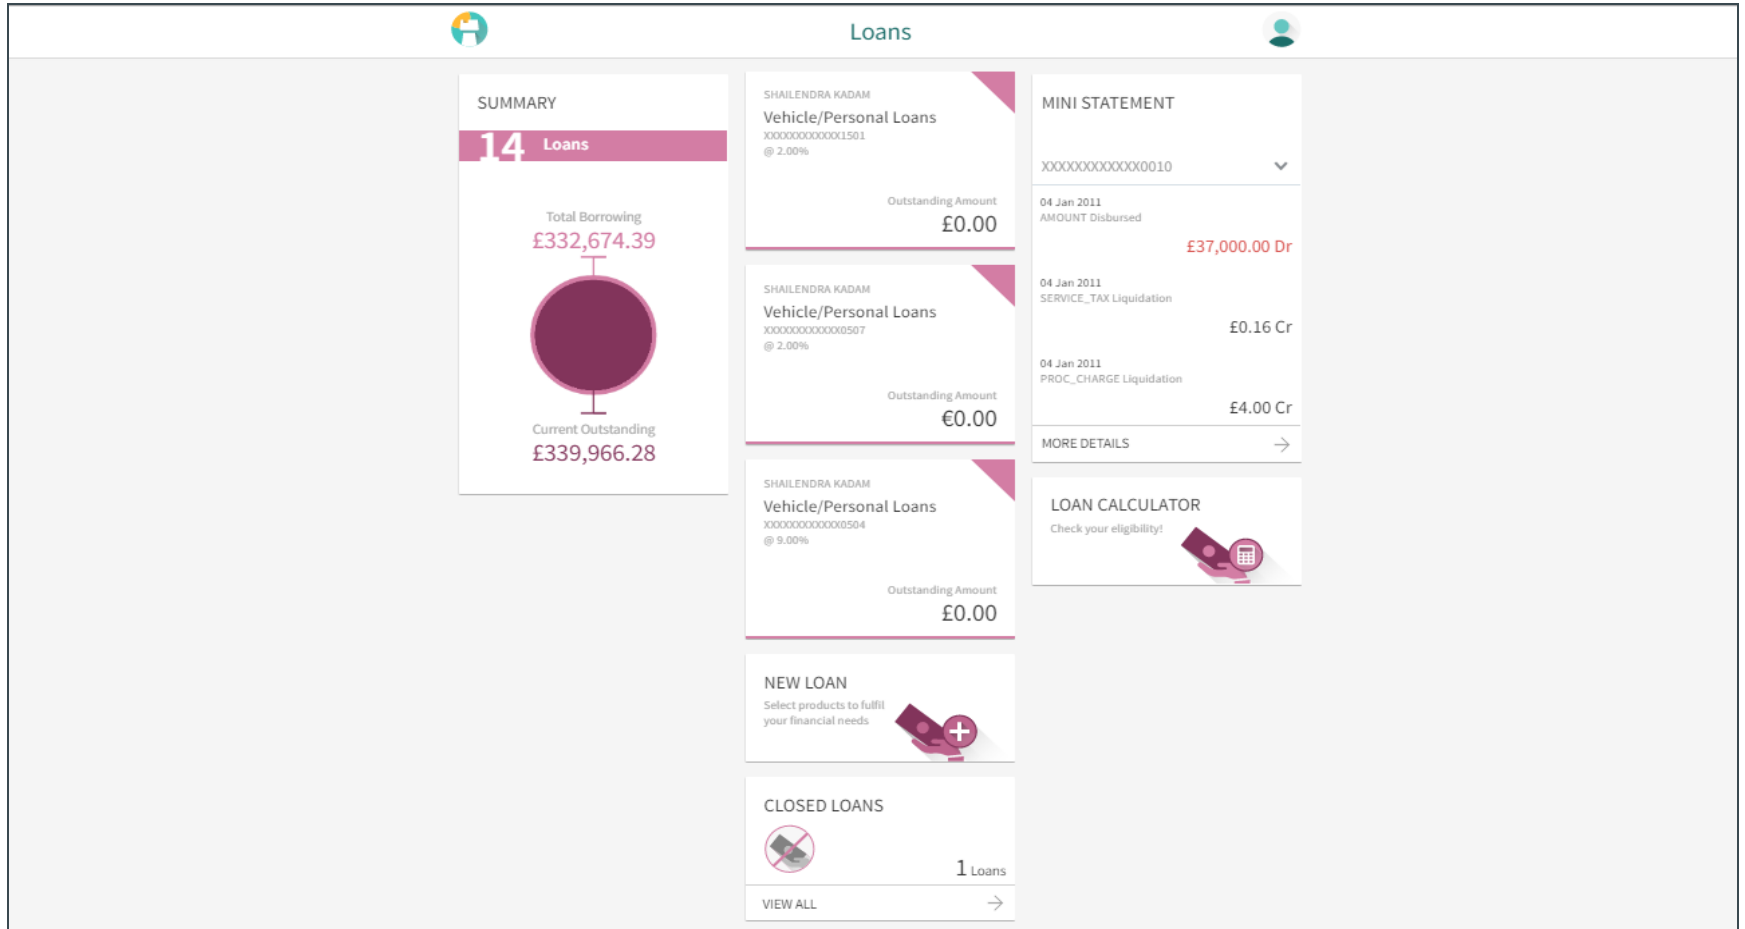 Loans
SUMMARY
14 Loans
Total Borrowing
£332,674.39
Current Outstanding
£339,966.28
SHAILENDRA KADAM
Vehicle/Personal Loans
XXXXXXXXXXXX1501
@ 2.00%
Outstanding Amount
£0.00
SHAILENDRA KADAM
Vehicle/Personal Loans
XXXXXXXXXXXX0507
@ 2.00%
Outstanding Amount
€0.00
SHAILENDRA KADAM
Vehicle/Personal Loans
XXXXXXXXXXXX0504
@ 9.00%
Outstanding Amount
£0.00
NEW LOAN
Select products to fulfil
your financial needs
CLOSED LOANS
1 Loans
VIEW ALL
MINI STATEMENT
XXXXXXXXXXXX0010
04 Jan 2011
AMOUNT Disbursed
£37,000.00 Dr
04 Jan 2011
SERVICE_TAX Liquidation
£0.16 Cr
04 Jan 2011
PROC_CHARGE Liquidation
£4.00 Cr
MORE DETAILS
LOAN CALCULATOR
Check your eligibility!